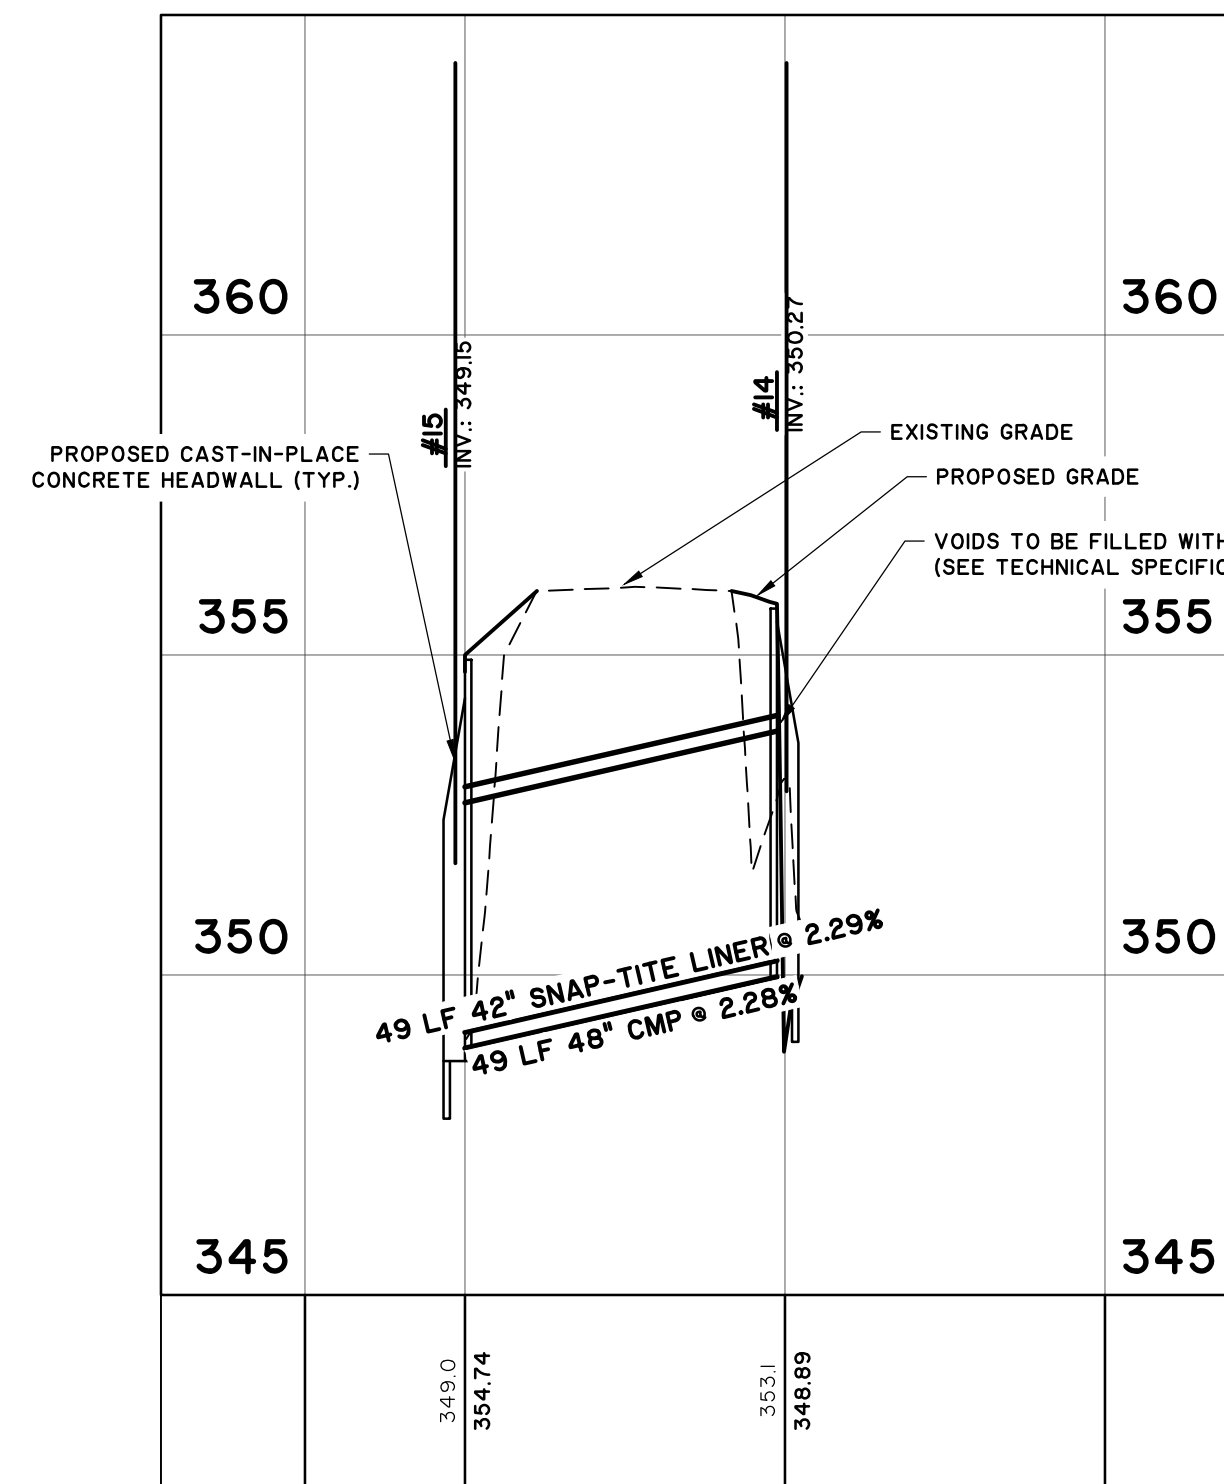 360
360
#15
INV.: 349.15
#14
INV.: 350.27
EXISTING GRADE
PROPOSED CAST-IN-PLACE
CONCRETE HEADWALL (TYP.)
PROPOSED GRADE
VOIDS TO BE FILLED WITH
(SEE TECHNICAL
355
355
350
350
49 LF 42" SNAP-TITE LINER @ 2.29%
49 LF 48" CMP @ 2.28%
345
345
349.0
354.74
353.1
348.89